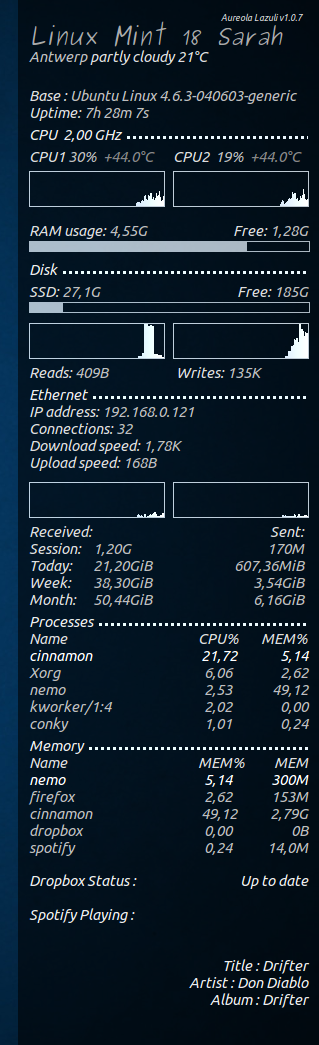 Aureola Lazuli v1.0.7
Linux Mint 18 Sarah
Antwerp partly cloudy 21°C
Base : Ubuntu Linux 4.6.3-040603-generic
Uptime: 7h 28m 7s
CPU 2,00 GHz
CPU1 30% +44.0°C CPU2 19% +44.0°C
RAM usage: 4,55G Free: 1,28G
Disk
SSD: 27,1G Free: 185G
Reads: 409B Writes: 135K
Ethernet
IP address: 192.168.0.121
Connections: 32
Download speed: 1,78K
Upload speed: 168B
Received: Sent:
Session: 1,20G 170M
Today: 21,20GiB 607,36MiB
Week: 38,30GiB 3,54GiB
Month: 50,44GiB 6,16GiB
Processes
Name CPU% MEM%
cinnamon 21,72 5,14
Xorg 6,06 2,62
nemo 2,53 49,12
kworker/1:4 2,02 0,00
conky 1,01 0,24
Memory
Name MEM% MEM
nemo 5,14 300M
firefox 2,62 153M
cinnamon 49,12 2,79G
dropbox 0,00 0B
spotify 0,24 14,0M
Dropbox Status : Up to date
Spotify Playing :
Title : Drifter
Artist : Don Diablo
Album : Drifter